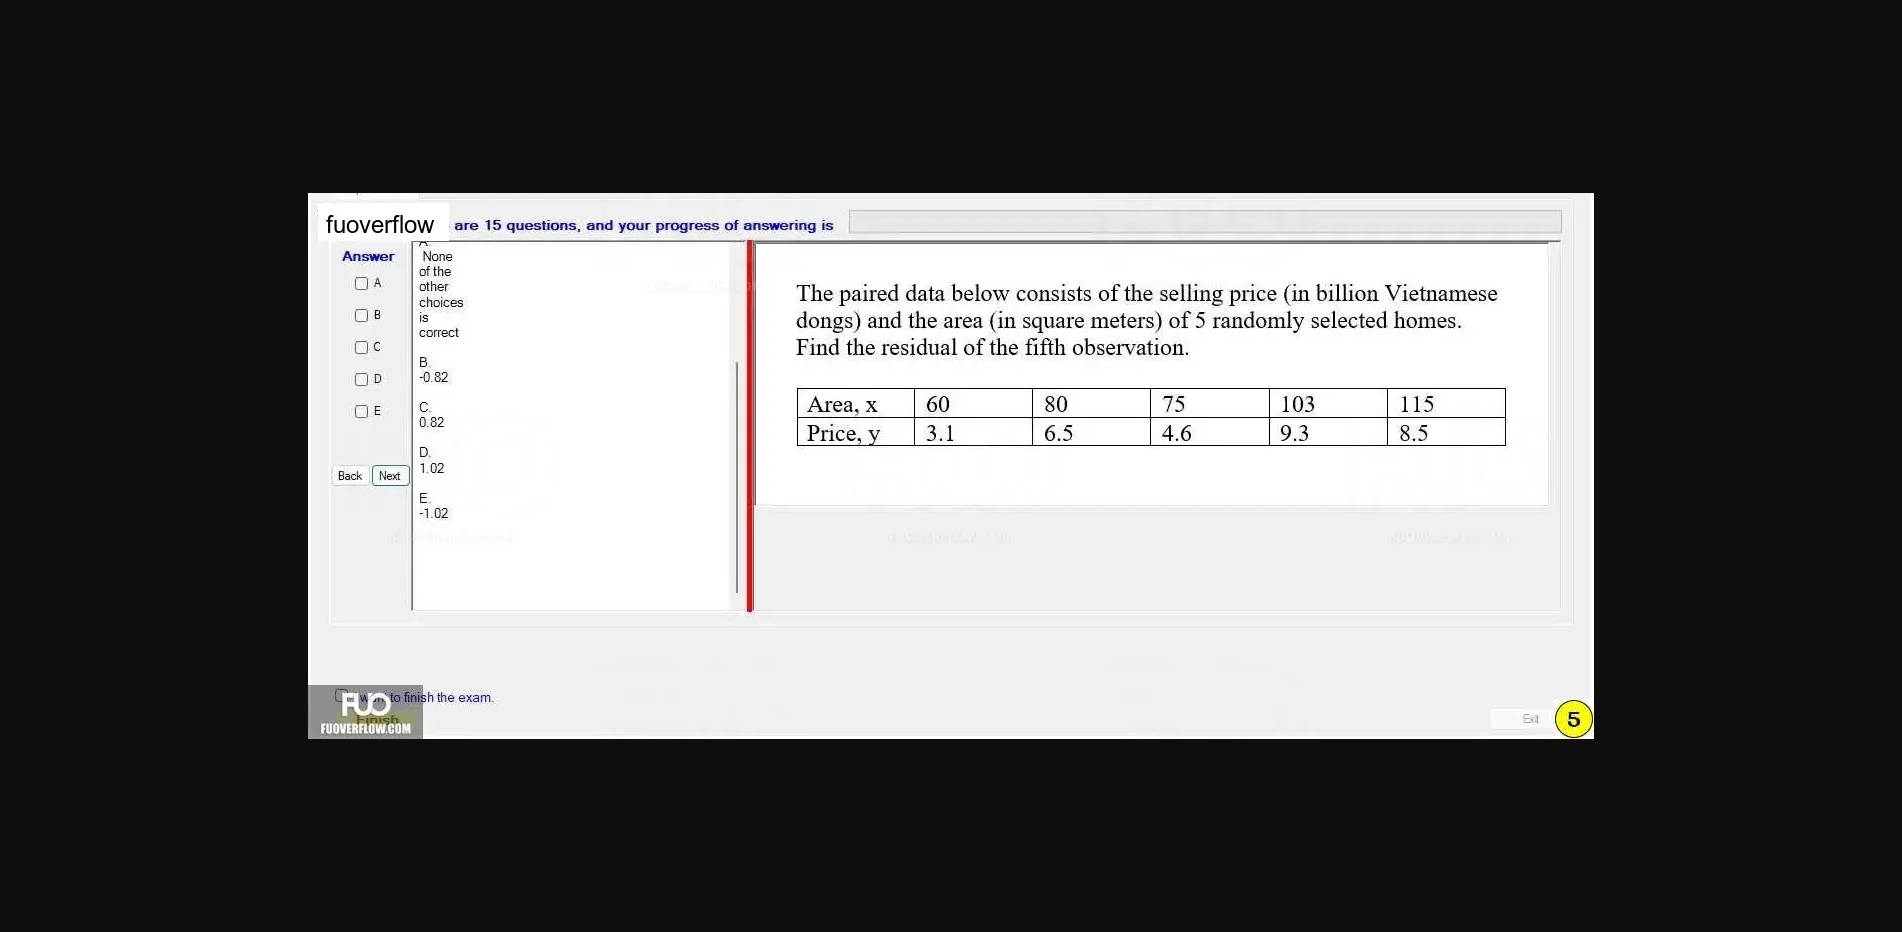 fuoverflow
are 15 questions, and your progress of answering is
Answer
A
B
C
D
E
Back
Next
A.
None
of the
other
choices
is
correct
B.
-0.82
C.
0.82
D.
1.02
E.
-1.02
The paired data below consists of the selling price (in billion Vietnamese
dongs) and the area (in square meters) of 5 randomly selected homes.
Find the residual of the fifth observation.
Area, x 60 80 75 103 115
Price, y 3.1 6.5 4.6 9.3 8.5
I want to finish the exam.
Finish
FUO
FUOVERFLOW.COM
Exit
5